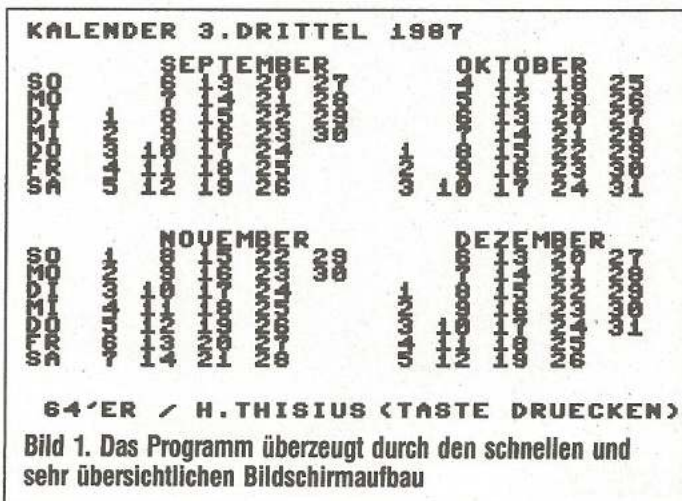 KALENDER 3.DRITTEL 1987
SEPTEMBER OKTOBER
SO 6 13 20 27 4 11 18 25
MO 7 14 21 28 5 12 19 26
DI 1 8 15 22 29 6 13 20 27
MI 2 9 16 23 30 7 14 21 28
DO 3 10 17 24 1 8 15 22 29
FR 4 11 18 25 2 9 16 23 30
SA 5 12 19 26 3 10 17 24 31
NOVEMBER DEZEMBER
SO 1 8 15 22 29 6 13 20 27
MO 2 9 16 23 30 7 14 21 28
DI 3 10 17 24 1 8 15 22 29
MI 4 11 18 25 2 9 16 23 30
DO 5 12 19 26 3 10 17 24 31
FR 6 13 20 27 4 11 18 25
SA 7 14 21 28 5 12 19 26
64'ER / H.THISIUS (TASTE DRUECKEN)
Bild 1. Das Programm überzeugt durch den schnellen und
sehr übersichtlichen Bildschirmaufbau